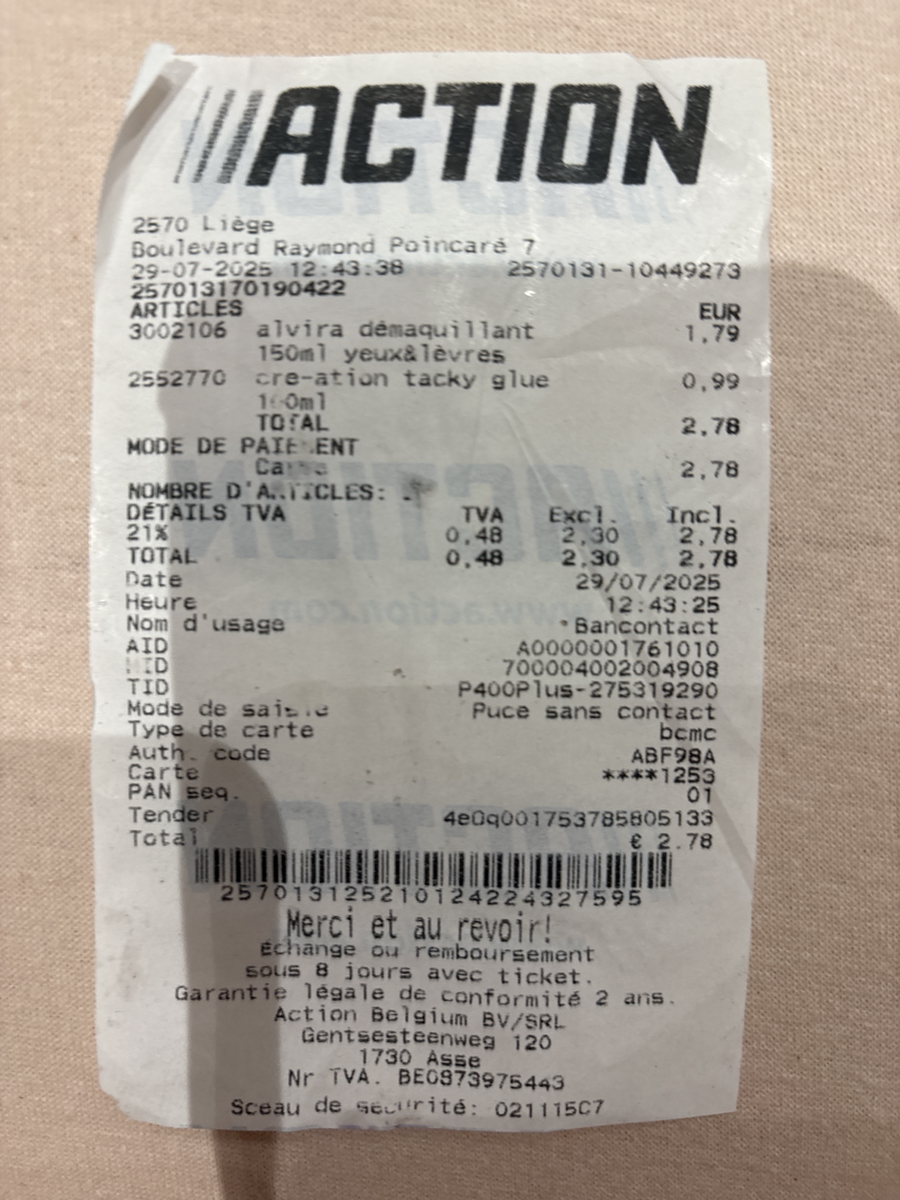 ACTION
2570 Liège
Boulevard Raymond Poincaré 7
29-07-2025 12:43:38 2570131-10449273
257013170190422
ARTICLES EUR
3002106 alvira démaquillant 1,79
150ml yeux&lèvres
2552770 cre-ation tacky glue 0,99
TOTAL 2,78
MODE DE PAIEMENT
2,78
NOMBRE D'ARTICLES:
DÉTAILS TVA TVA Excl. Incl.
21% 0,48 2,30 2,78
TOTAL 0,48 2,30 2,78
Date 29/07/2025
Heure 12:43:25
Nom d'usage Bancontact
AID A0000001761010
700004002004908
TID P400Plus-275319290
Mode de saisie Puce sans contact
Type de carte bcmc
Auth. code ABF98A
Carte ****1253
PAN seq. 01
Tender 4e0q001753785805133
Total € 2.78
2570131252101242243 27595
Merci et au revoir!
Échange ou remboursement
sous 8 jours avec ticket.
Garantie légale de conformité 2 ans.
Action Belgium BV/SRL
Gentsesteenweg 120
1730 Asse
Nr TVA. BE0873975443
Sceau de sécurité: 021115C7